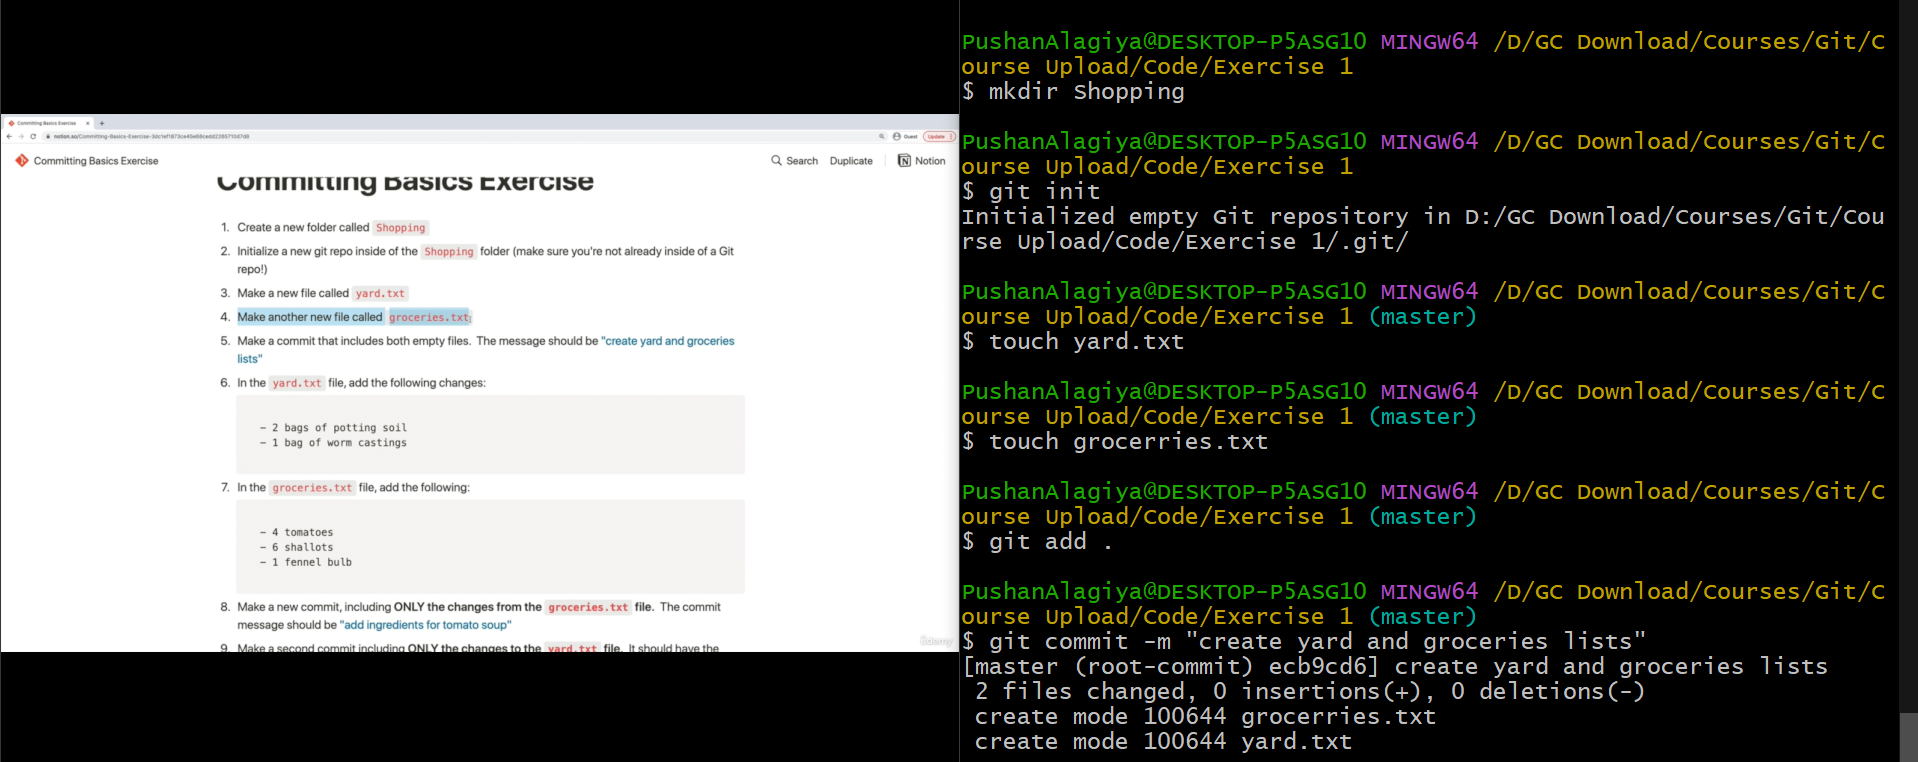 Committing Basics Exercise
notion.so/Committing-Basics-Exercise-3dc1ef1873ce45e68cedd226571047d8
Guest
Update
Committing Basics Exercise
Search
Duplicate
Notion
Committing Basics Exercise
1. Create a new folder called Shopping
2. Initialize a new git repo inside of the Shopping folder (make sure you're not already inside of a Git
repo!)
3. Make a new file called yard.txt
4. Make another new file called groceries.txt
5. Make a commit that includes both empty files. The message should be "create yard and groceries
lists"
6. In the yard.txt file, add the following changes:
- 2 bags of potting soil
- 1 bag of worm castings
7. In the groceries.txt file, add the following:
- 4 tomatoes
- 6 shallots
- 1 fennel bulb
8. Make a new commit, including ONLY the changes from the groceries.txt file. The commit
message should be "add ingredients for tomato soup"
9. Make a second commit including ONLY the changes to the yard.txt file. It should have the
Udemy
PushanAlagiya@DESKTOP-P5ASG10 MINGW64 /D/GC Download/Courses/Git/C
ourse Upload/Code/Exercise 1
$ mkdir Shopping
PushanAlagiya@DESKTOP-P5ASG10 MINGW64 /D/GC Download/Courses/Git/C
ourse Upload/Code/Exercise 1
$ git init
Initialized empty Git repository in D:/GC Download/Courses/Git/Cou
rse Upload/Code/Exercise 1/.git/
PushanAlagiya@DESKTOP-P5ASG10 MINGW64 /D/GC Download/Courses/Git/C
ourse Upload/Code/Exercise 1 (master)
$ touch yard.txt
PushanAlagiya@DESKTOP-P5ASG10 MINGW64 /D/GC Download/Courses/Git/C
ourse Upload/Code/Exercise 1 (master)
$ touch grocerries.txt
PushanAlagiya@DESKTOP-P5ASG10 MINGW64 /D/GC Download/Courses/Git/C
ourse Upload/Code/Exercise 1 (master)
$ git add .
PushanAlagiya@DESKTOP-P5ASG10 MINGW64 /D/GC Download/Courses/Git/C
ourse Upload/Code/Exercise 1 (master)
$ git commit -m "create yard and groceries lists"
[master (root-commit) ecb9cd6] create yard and groceries lists
2 files changed, 0 insertions(+), 0 deletions(-)
create mode 100644 grocerries.txt
create mode 100644 yard.txt